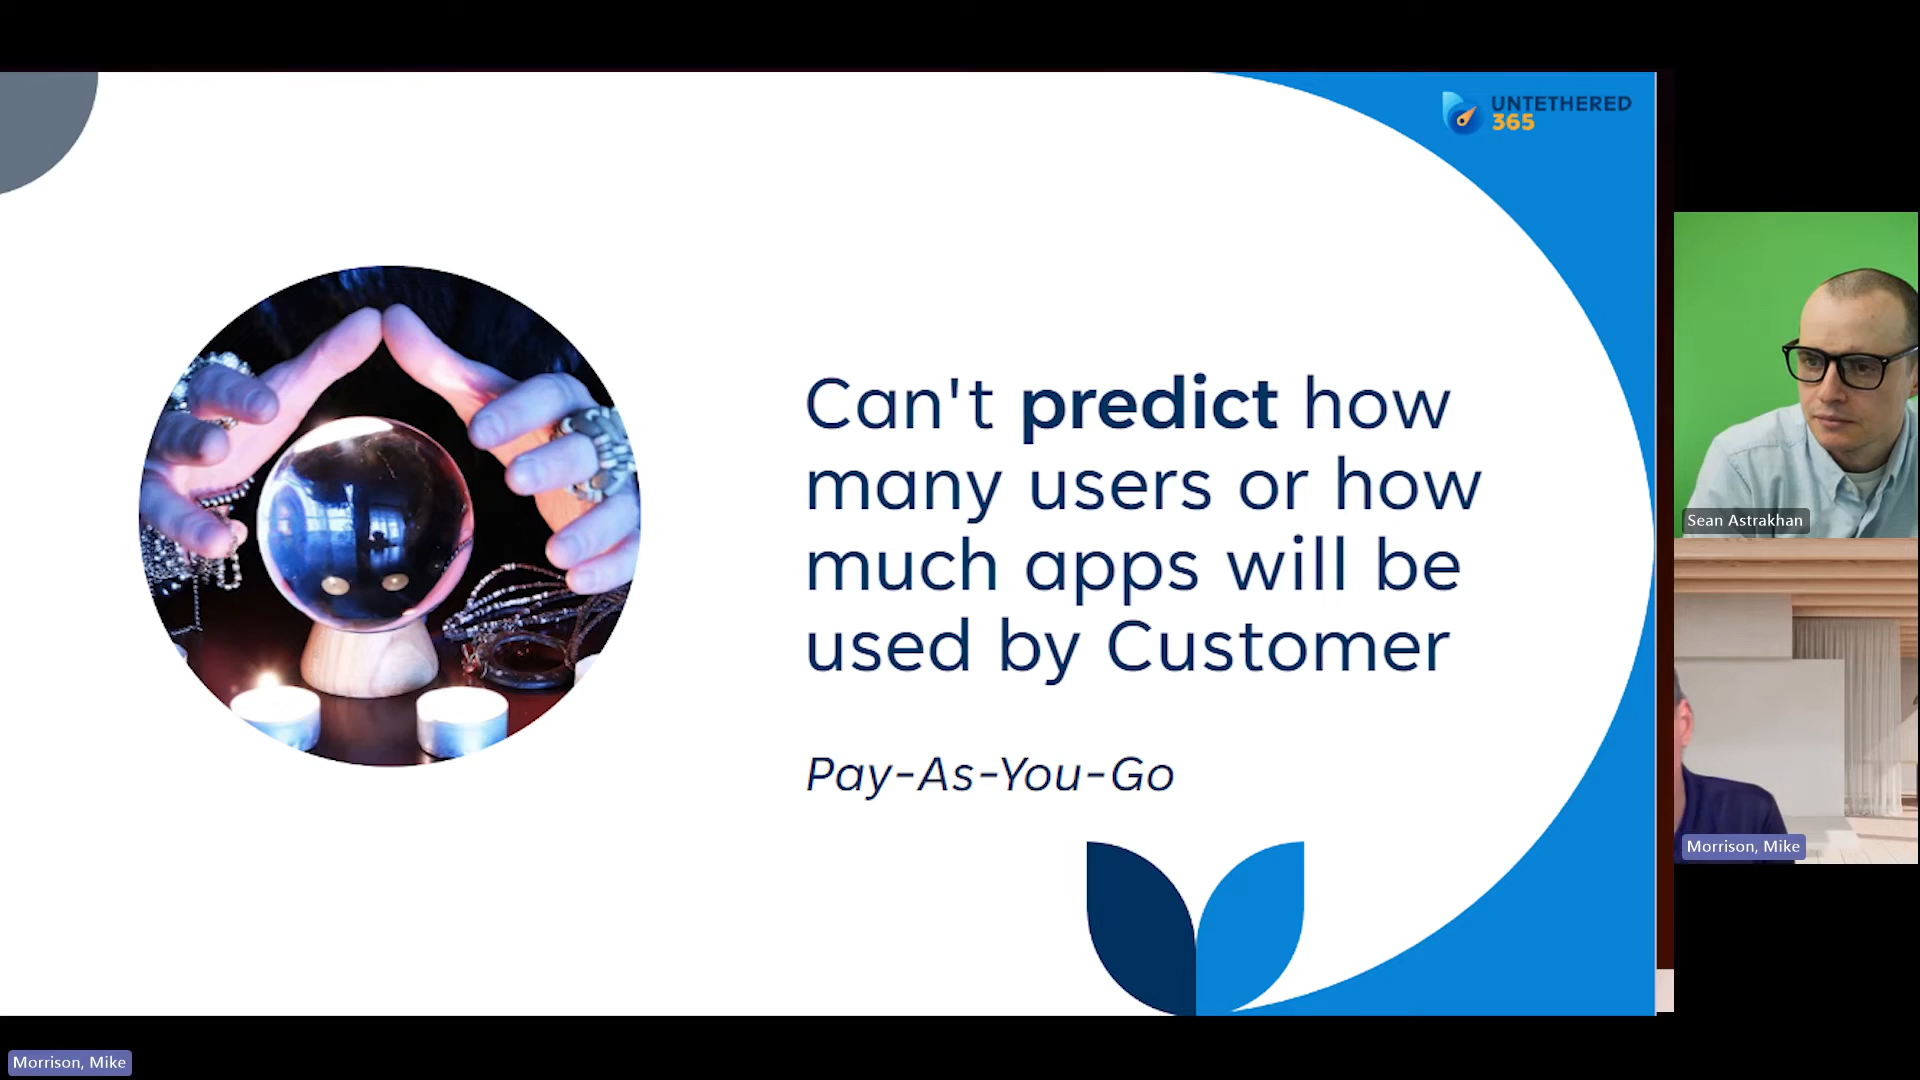 UNTETHERED
365
Can't predict how
many users or how
much apps will be
used by Customer
Pay-As-You-Go
Sean Astrakhan
Morrison, Mike
Morrison, Mike